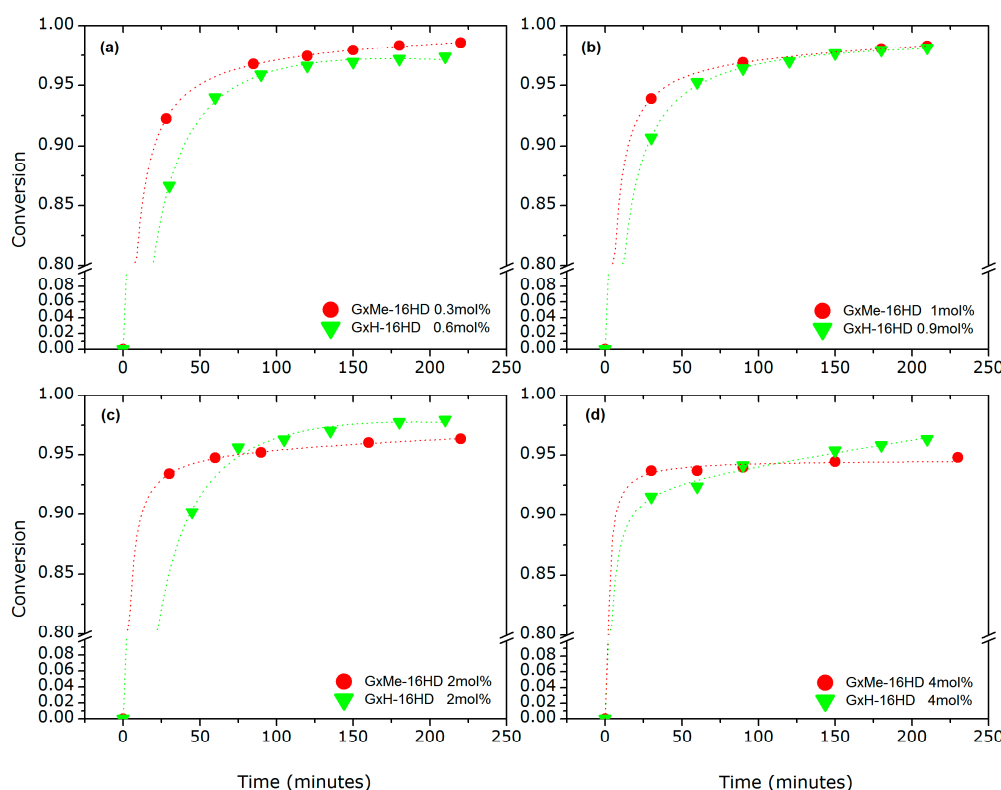 (a)
1.00
0.95
0.90
0.85
0.80
0.08
0.06
0.04
0.02
0.00
Conversion
GxMe-16HD 0.3mol%
GxH-16HD 0.6mol%
0 50 100 150 200 250
(b)
1.00
0.95
0.90
0.85
0.80
0.08
0.06
0.04
0.02
0.00
GxMe-16HD 1mol%
GxH-16HD 0.9mol%
0 50 100 150 200 250
(c)
1.00
0.95
0.90
0.85
0.80
0.08
0.06
0.04
0.02
0.00
Conversion
GxMe-16HD 2mol%
GxH-16HD 2mol%
0 50 100 150 200 250
Time (minutes)
(d)
1.00
0.95
0.90
0.85
0.80
0.08
0.06
0.04
0.02
0.00
GxMe-16HD 4mol%
GxH-16HD 4mol%
0 50 100 150 200 250
Time (minutes)